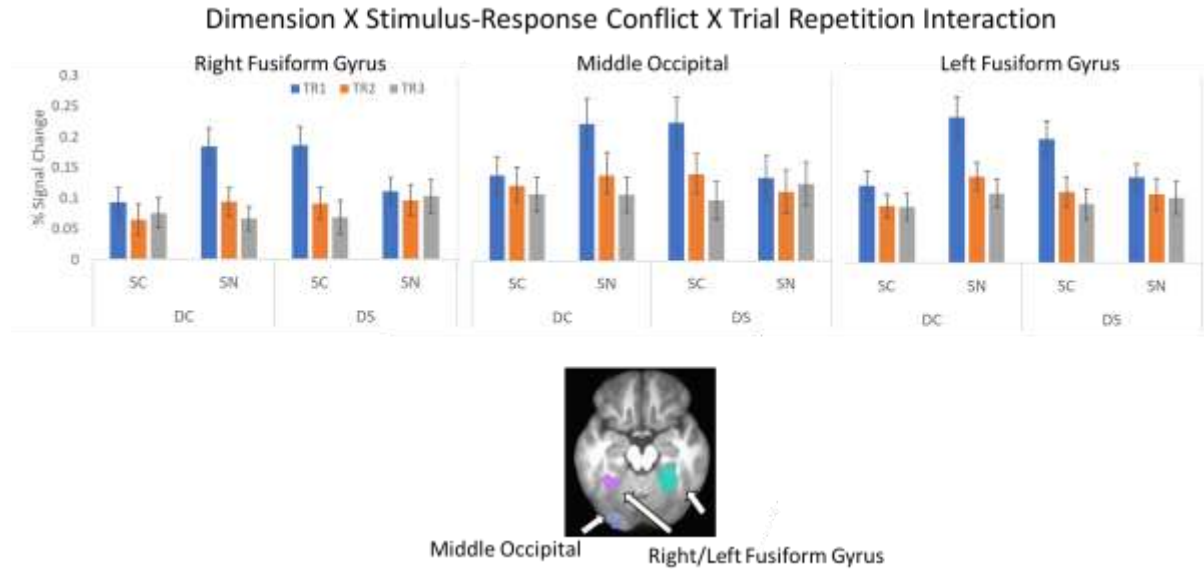 Dimension X Stimulus-Response Conflict X Trial Repetition Interaction
Right Fusiform Gyrus
Middle Occipital
Left Fusiform Gyrus
TR1 TR2 TR3
% Signal Change
0.3
0.25
0.2
0.15
0.1
0.05
0
SC SN SC SN
DC DS
SC SN SC SN
DC DS
SC SN SC SN
DC DS
Middle Occipital
Right/Left Fusiform Gyrus